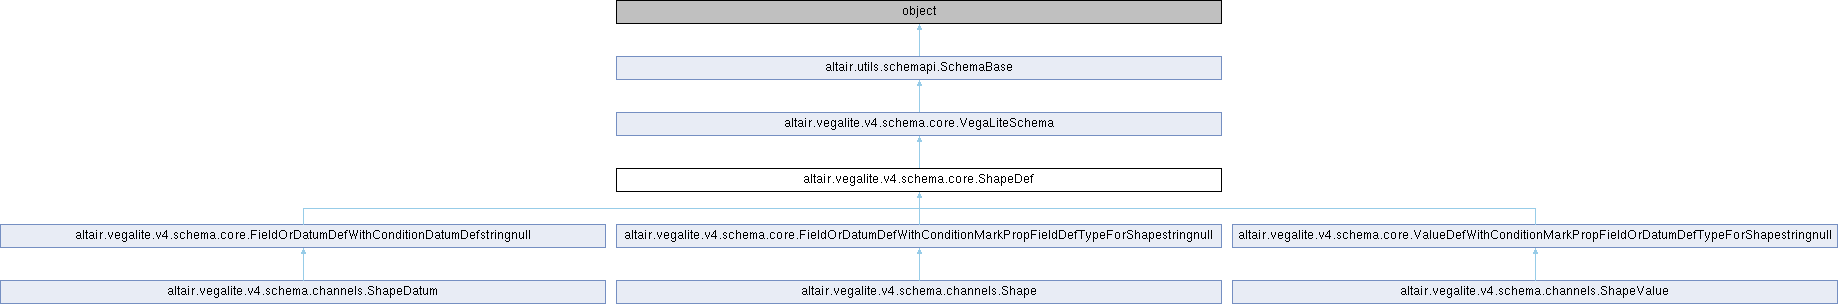 object
altair.utils.schemapi.SchemaBase
altair.vegalite.v4.schema.core.VegaLiteSchema
altair.vegalite.v4.schema.core.ShapeDef
altair.vegalite.v4.schema.core.FieldOrDatumDefWithConditionDatumDefstringnull
altair.vegalite.v4.schema.core.FieldOrDatumDefWithConditionMarkPropFieldDefTypeForShapestringnull
altair.vegalite.v4.schema.core.ValueDefWithConditionMarkPropFieldOrDatumDefTypeForShapestringnull
altair.vegalite.v4.schema.channels.ShapeDatum
altair.vegalite.v4.schema.channels.Shape
altair.vegalite.v4.schema.channels.ShapeValue